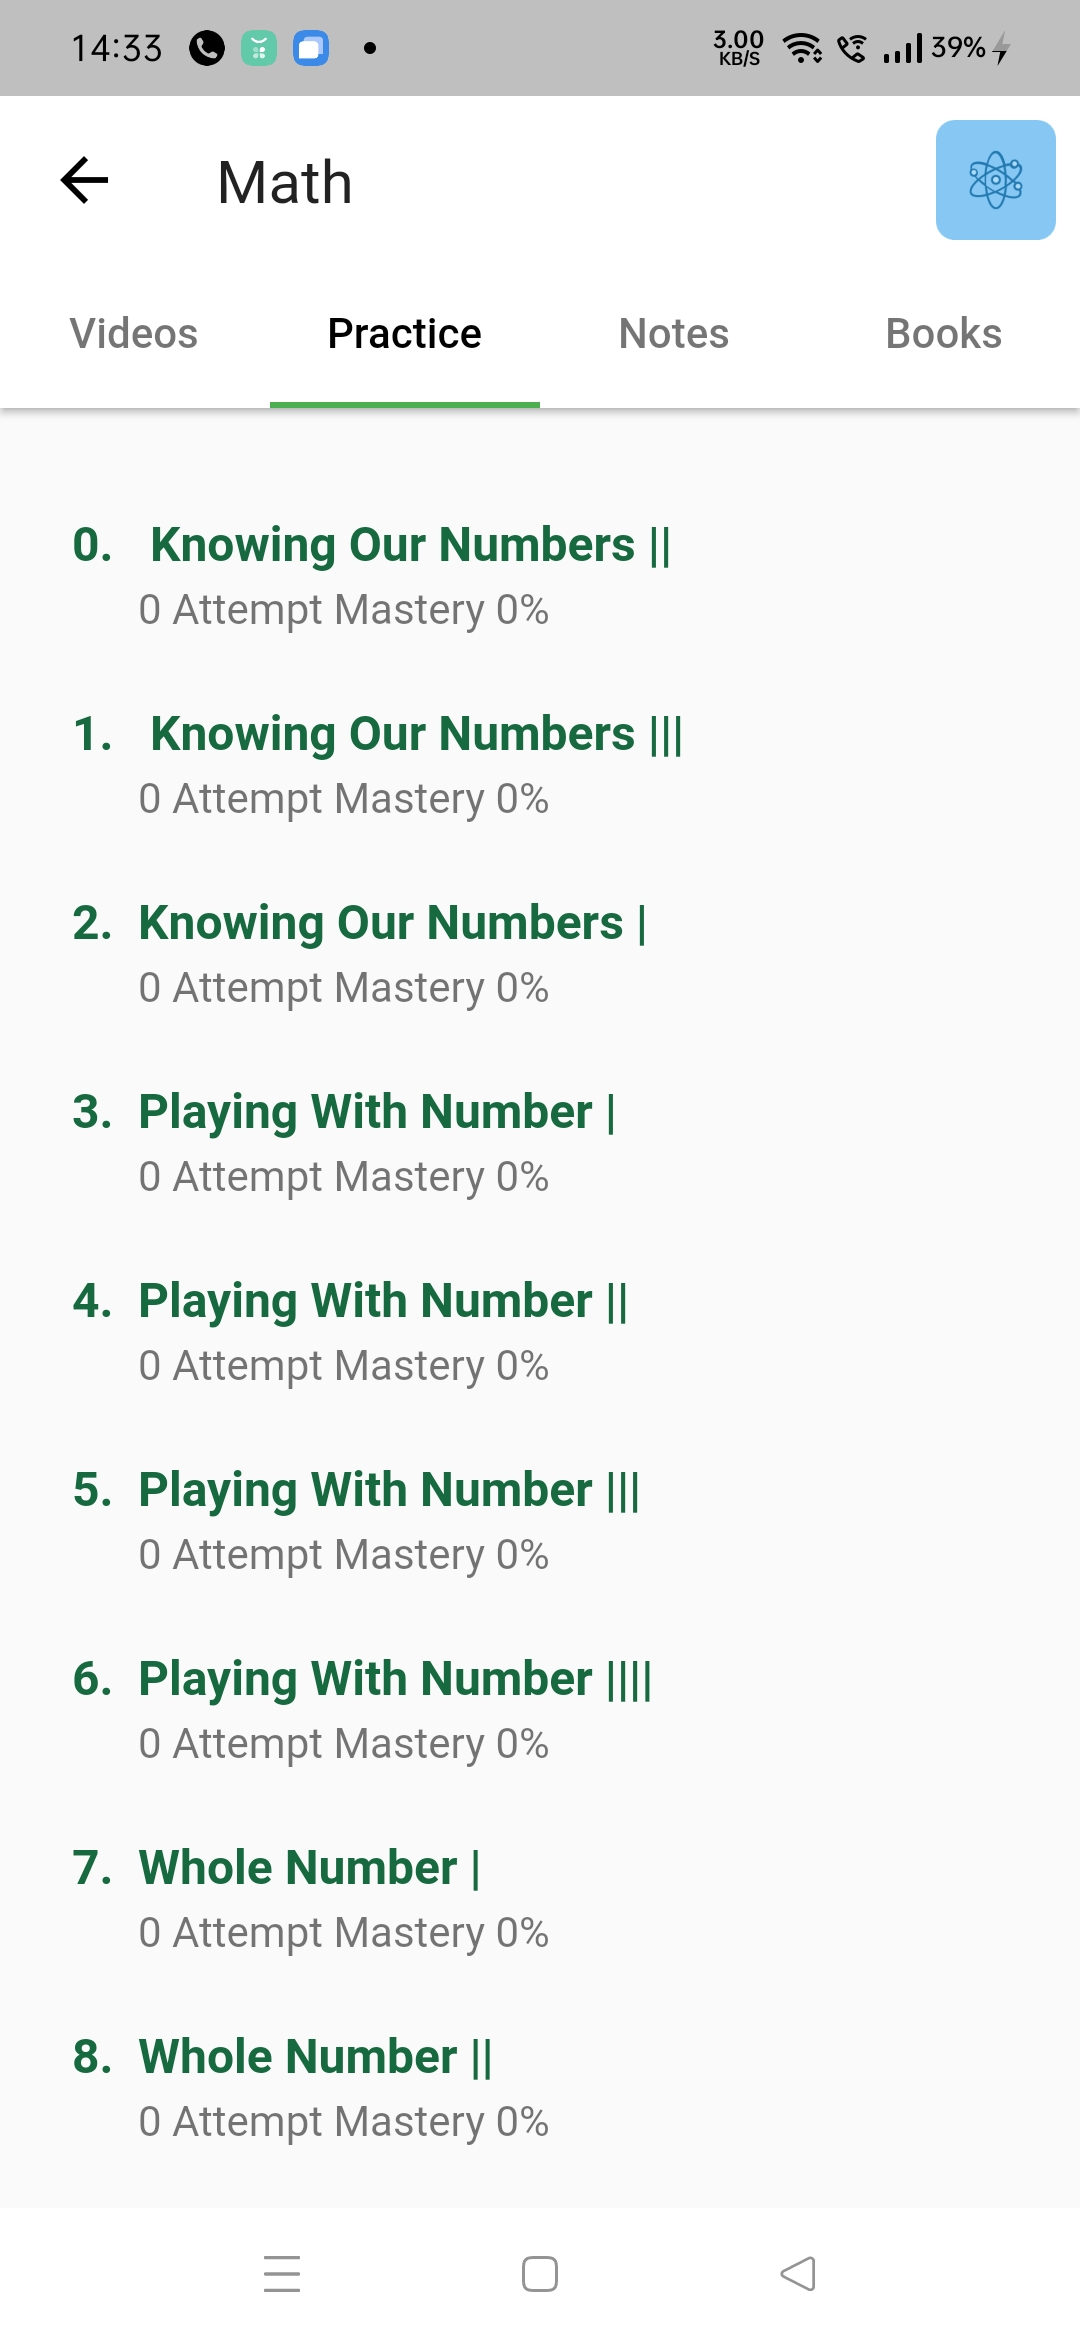 14:33
3.00
KB/S
39%
Math
Videos Practice Notes Books
0. Knowing Our Numbers ||
0 Attempt Mastery 0%
1. Knowing Our Numbers |||
0 Attempt Mastery 0%
2. Knowing Our Numbers |
0 Attempt Mastery 0%
3. Playing With Number |
0 Attempt Mastery 0%
4. Playing With Number ||
0 Attempt Mastery 0%
5. Playing With Number |||
0 Attempt Mastery 0%
6. Playing With Number ||||
0 Attempt Mastery 0%
7. Whole Number |
0 Attempt Mastery 0%
8. Whole Number ||
0 Attempt Mastery 0%